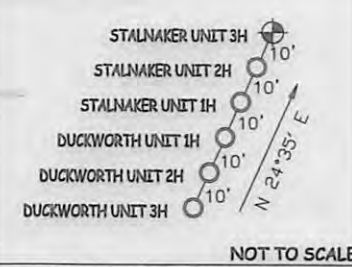 STALNAKER UNIT 3H
10'
STALNAKER UNIT 2H
10'
STALNAKER UNIT 1H
10'
DUCKWORTH UNIT 1H
10'
DUCKWORTH UNIT 2H
10'
DUCKWORTH UNIT 3H
N 24°35' E
NOT TO SCALE